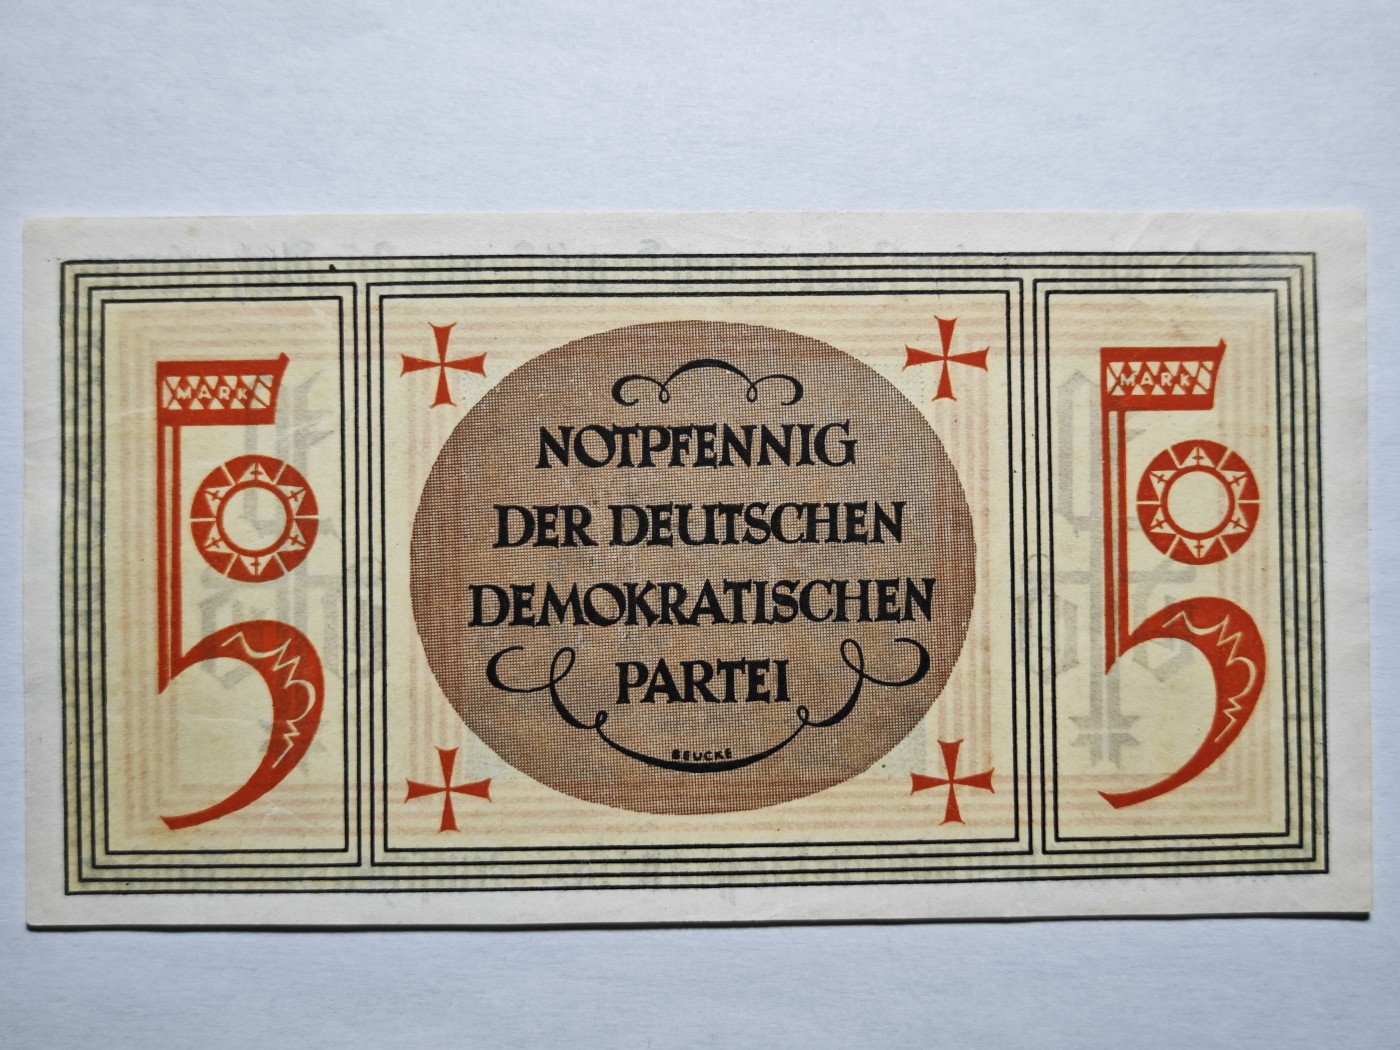 5 MARK
NOTPFENNIG
DER DEUTSCHEN
DEMOKRATISCHEN
PARTEI
BEUCKE
5 MARK